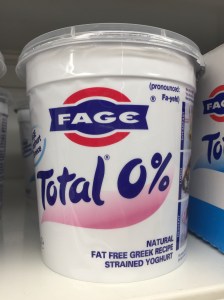 (pronounced:
® Fa-yeh!)
FAGE
Total® 0%
NATURAL
FAT FREE GREEK RECIPE
STRAINED YOGHURT